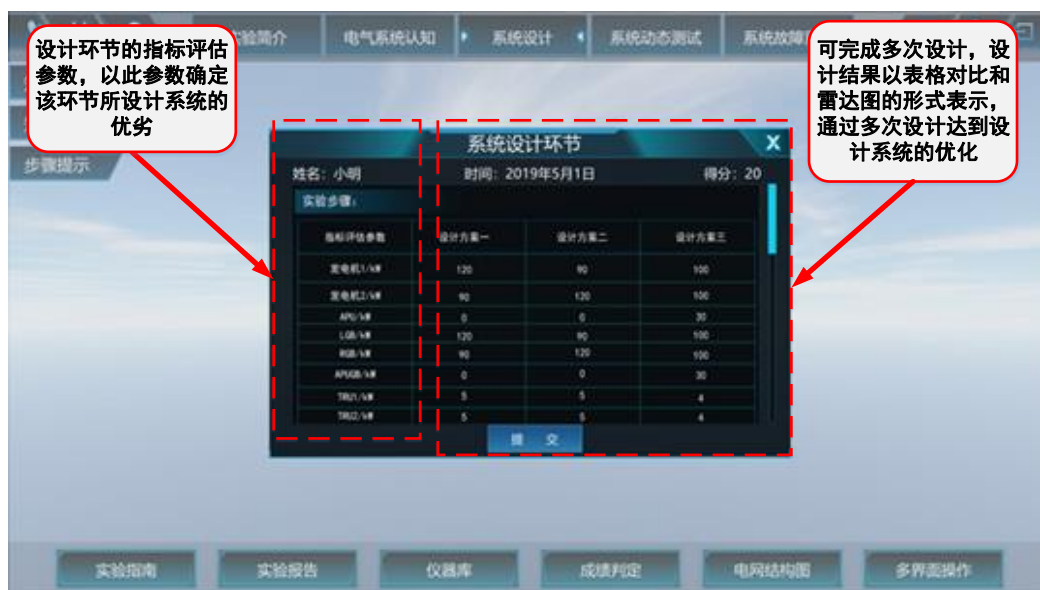 设计环节的指标评估
参数，以此参数确定
该环节所设计系统的
优劣
可完成多次设计，设
计结果以表格对比和
雷达图的形式表示，
通过多次设计达到设
计系统的优化
实验简介 电气系统认知 系统设计 系统动态测试 系统故障
步骤提示
系统设计环节 X
姓名：小明 时间：2019年5月1日 得分：20
实验步骤：
指标评估参数 设计方案一 设计方案二 设计方案三
发电机1/kW 120 90 100
发电机2/kW 90 120 100
APU/kW 0 0 30
LGB/kW 120 90 100
RGB/kW 90 120 100
APUGB/kW 0 0 30
TRU1/kW 5 5 4
TRU2/kW 5 5 4
提 交
实验指南 实验报告 仪器库 成绩判定 电网结构图 多界面操作